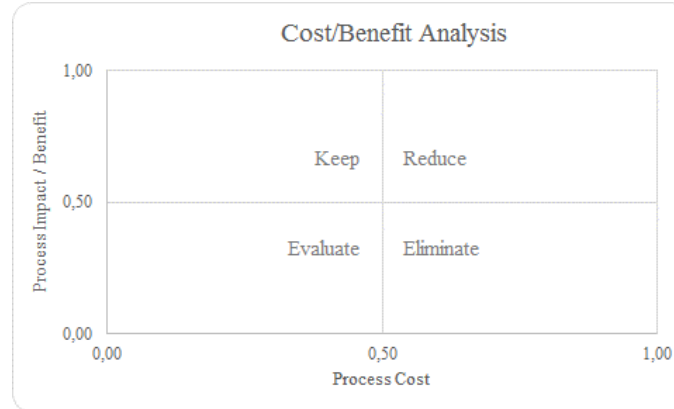 Cost/Benefit Analysis
Process Impact / Benefit
1,00
Keep
Reduce
0,50
Evaluate
Eliminate
0,00
0,00
0,50
1,00
Process Cost